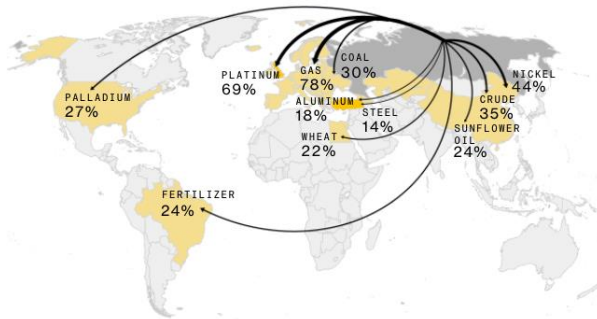 PALLADIUM
27%
PLATINUM
69%
GAS
78%
COAL
30%
ALUMINUM
18%
STEEL
14%
WHEAT
22%
NICKEL
44%
CRUDE
35%
SUNFLOWER
OIL
24%
FERTILIZER
24%